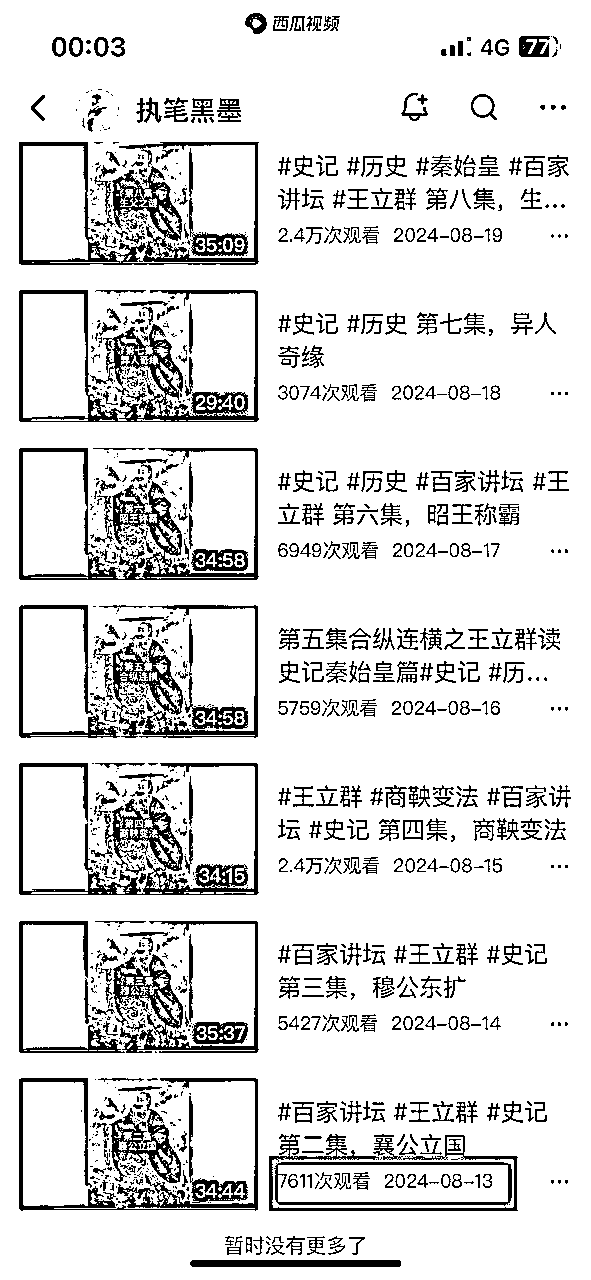 西瓜视频
00:03 4G 77
执笔黑墨
#史记 #历史 #秦始皇 #百家
讲坛 #王立群 第八集，生...
2.4万次观看 2024-08-19
35:09
#史记 #历史 第七集，异人
奇缘
3074次观看 2024-08-18
29:40
#史记 #历史 #百家讲坛 #王
立群 第六集，昭王称霸
6949次观看 2024-08-17
34:58
第五集合纵连横之王立群读
史记秦始皇篇#史记 #历...
5759次观看 2024-08-16
34:58
#王立群 #商鞅变法 #百家讲
坛 #史记 第四集，商鞅变法
2.4万次观看 2024-08-15
34:15
#百家讲坛 #王立群 #史记
第三集，穆公东扩
5427次观看 2024-08-14
35:37
#百家讲坛 #王立群 #史记
第二集，襄公立国
7611次观看 2024-08-13
34:44
暂时没有更多了